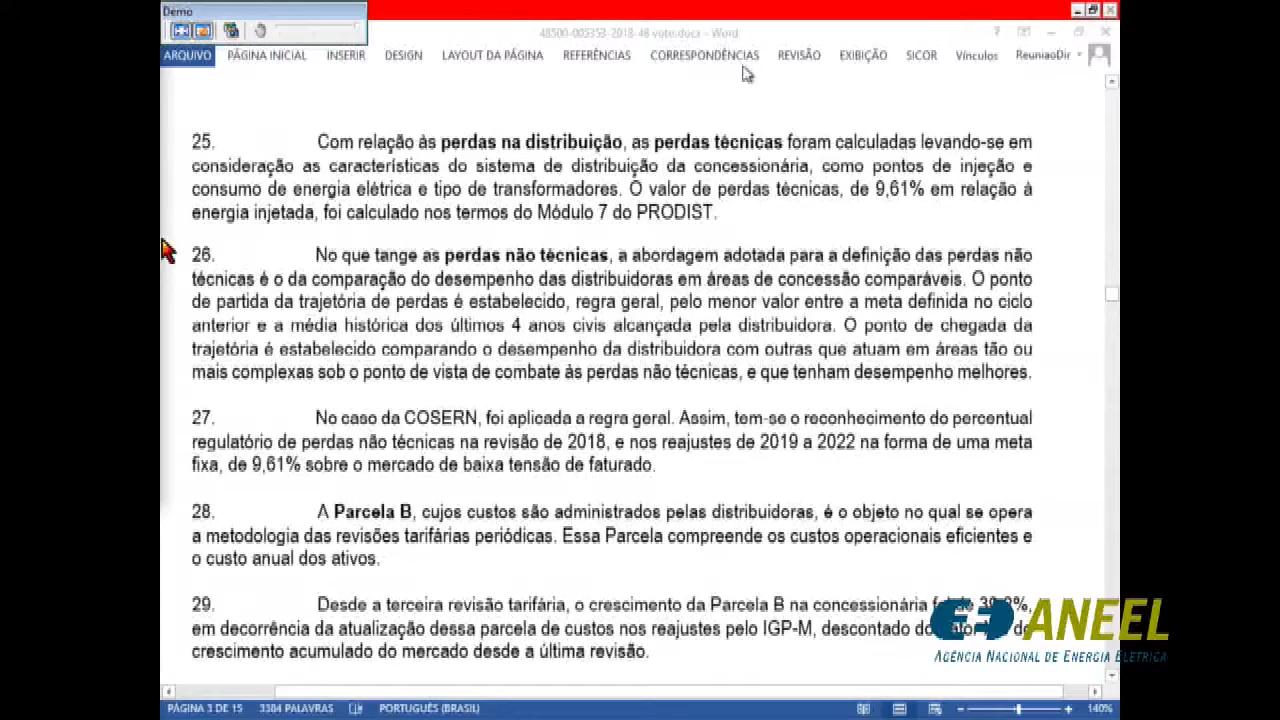 Demo
48500-005353-2018-48 voto.docx - Word
ARQUIVO PÁGINA INICIAL INSERIR DESIGN LAYOUT DA PÁGINA REFERÊNCIAS CORRESPONDÊNCIAS REVISÃO EXIBIÇÃO SICOR Vínculos ReuniaoDir
25. Com relação às perdas na distribuição, as perdas técnicas foram calculadas levando-se em
consideração as características do sistema de distribuição da concessionária, como pontos de injeção e
consumo de energia elétrica e tipo de transformadores. O valor de perdas técnicas, de 9,61% em relação à
energia injetada, foi calculado nos termos do Módulo 7 do PRODIST.
26. No que tange as perdas não técnicas, a abordagem adotada para a definição das perdas não
técnicas é o da comparação do desempenho das distribuidoras em áreas de concessão comparáveis. O ponto
de partida da trajetória de perdas é estabelecido, regra geral, pelo menor valor entre a meta definida no ciclo
anterior e a média histórica dos últimos 4 anos civis alcançada pela distribuidora. O ponto de chegada da
trajetória é estabelecido comparando o desempenho da distribuidora com outras que atuam em áreas tão ou
mais complexas sob o ponto de vista de combate às perdas não técnicas, e que tenham desempenho melhores.
27. No caso da COSERN, foi aplicada a regra geral. Assim, tem-se o reconhecimento do percentual
regulatório de perdas não técnicas na revisão de 2018, e nos reajustes de 2019 a 2022 na forma de uma meta
fixa, de 9,61% sobre o mercado de baixa tensão de faturado.
28. A Parcela B, cujos custos são administrados pelas distribuidoras, é o objeto no qual se opera
a metodologia das revisões tarifárias periódicas. Essa Parcela compreende os custos operacionais eficientes e
o custo anual dos ativos.
29. Desde a terceira revisão tarifária, o crescimento da Parcela B na concessionária
em decorrência da atualização dessa parcela de custos nos reajustes pelo IGP-M, descontado
crescimento acumulado do mercado desde a última revisão.
ANEEL
AGÊNCIA NACIONAL DE ENERGIA ELÉTRICA
PÁGINA 3 DE 15 3384 PALAVRAS PORTUGUÊS (BRASIL) 140%